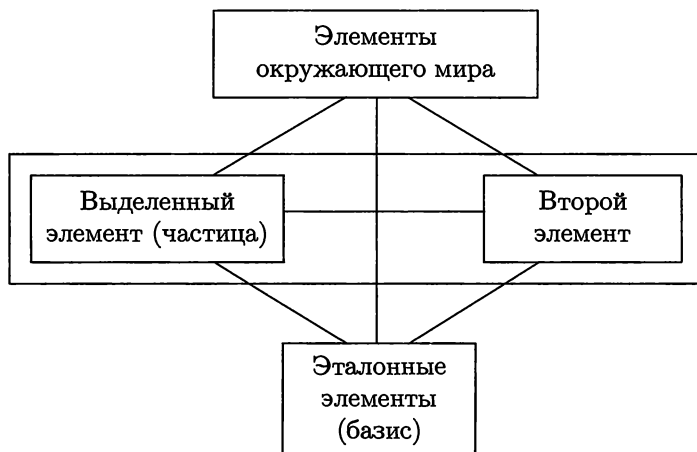 Элементы
окружающего мира
Выделенный
элемент (частица)
Второй
элемент
Эталонные
элементы
(базис)